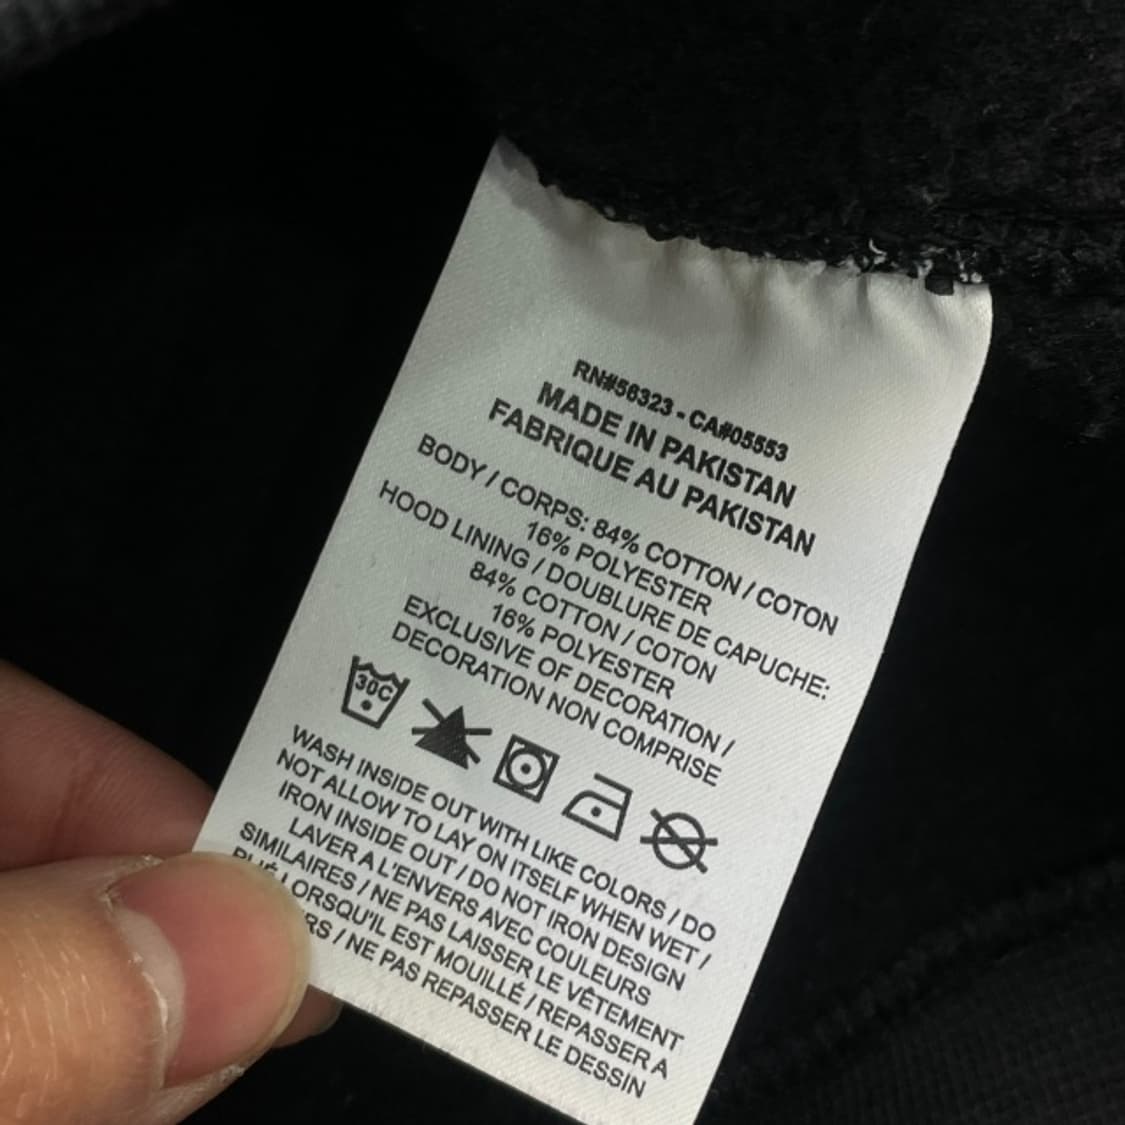 RN#56323 - CA#05553
MADE IN PAKISTAN
FABRIQUE AU PAKISTAN
BODY / CORPS: 84% COTTON / COTON
16% POLYESTER
HOOD LINING / DOUBLURE DE CAPUCHE:
84% COTTON / COTON
16% POLYESTER
EXCLUSIVE OF DECORATION /
DECORATION NON COMPRISE
30C
WASH INSIDE OUT WITH LIKE COLORS / DO
NOT ALLOW TO LAY ON ITSELF WHEN WET /
IRON INSIDE OUT / DO NOT IRON DESIGN
LAVER A L'ENVERS AVEC COULEURS
SIMILAIRES / NE PAS LAISSER LE VÊTEMENT
PLIÉ LORSQU'IL EST MOUILLÉ / REPASSER A
/ NE PAS REPASSER LE DESSIN